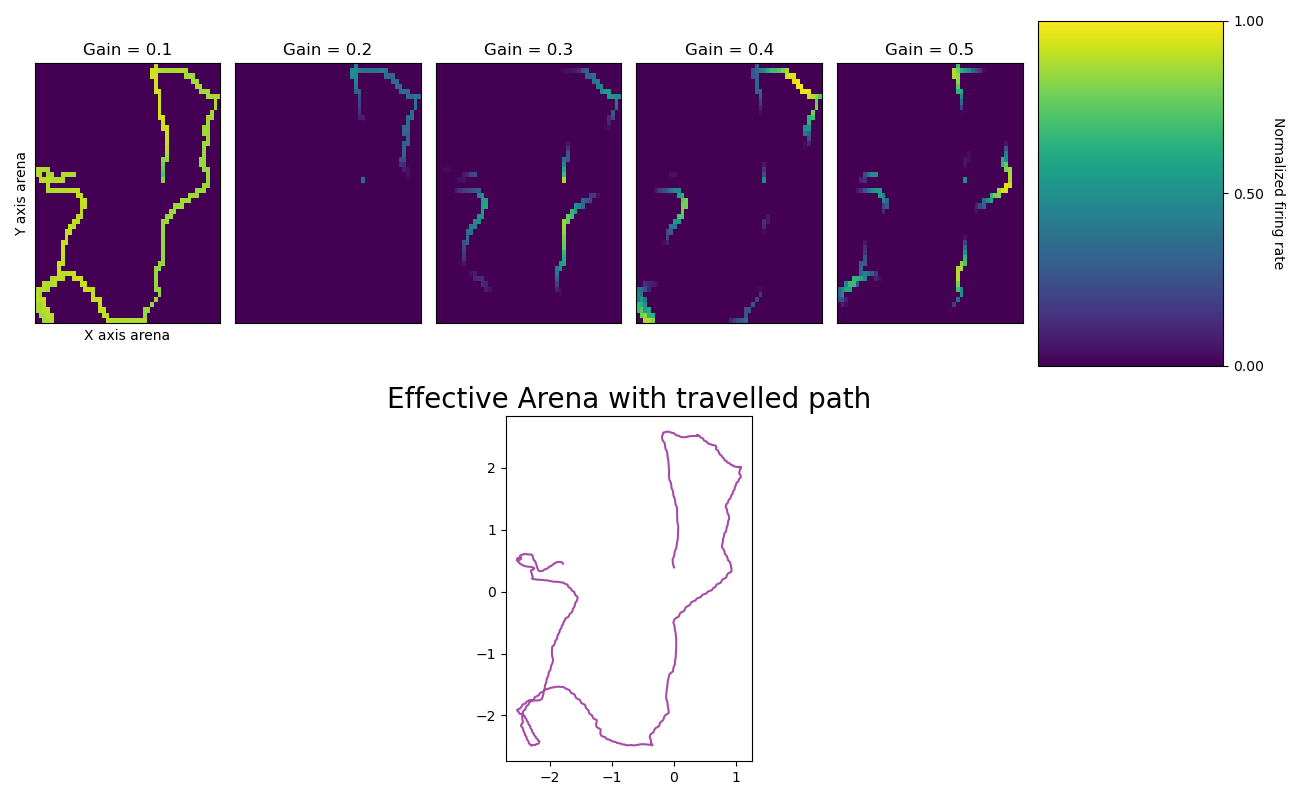 Gain = 0.1
Gain = 0.2
Gain = 0.3
Gain = 0.4
Gain = 0.5
1.00
0.50
0.00
Normalized firing rate
Y axis arena
X axis arena
Effective Arena with travelled path
2
1
0
−1
−2
−2
−1
0
1